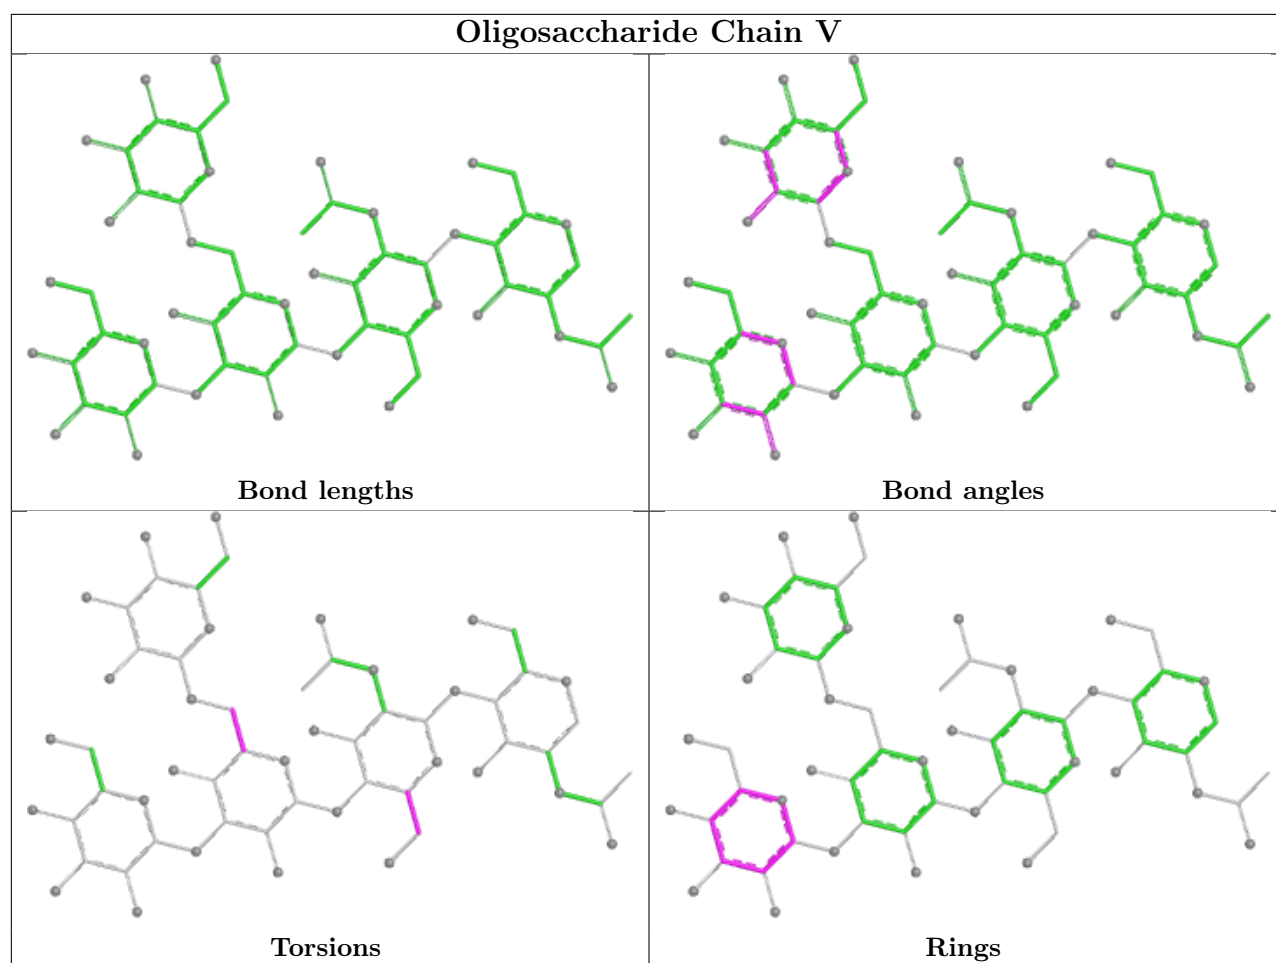 Oligosaccharide Chain V
Bond lengths
Bond angles
Torsions
Rings